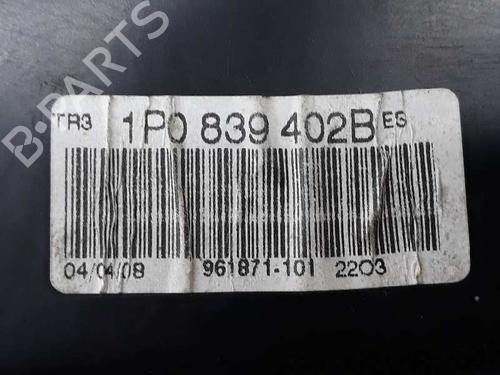 B-PARTS
TR3 1P0 839 402B ES
04/04/08 961871-101 2203